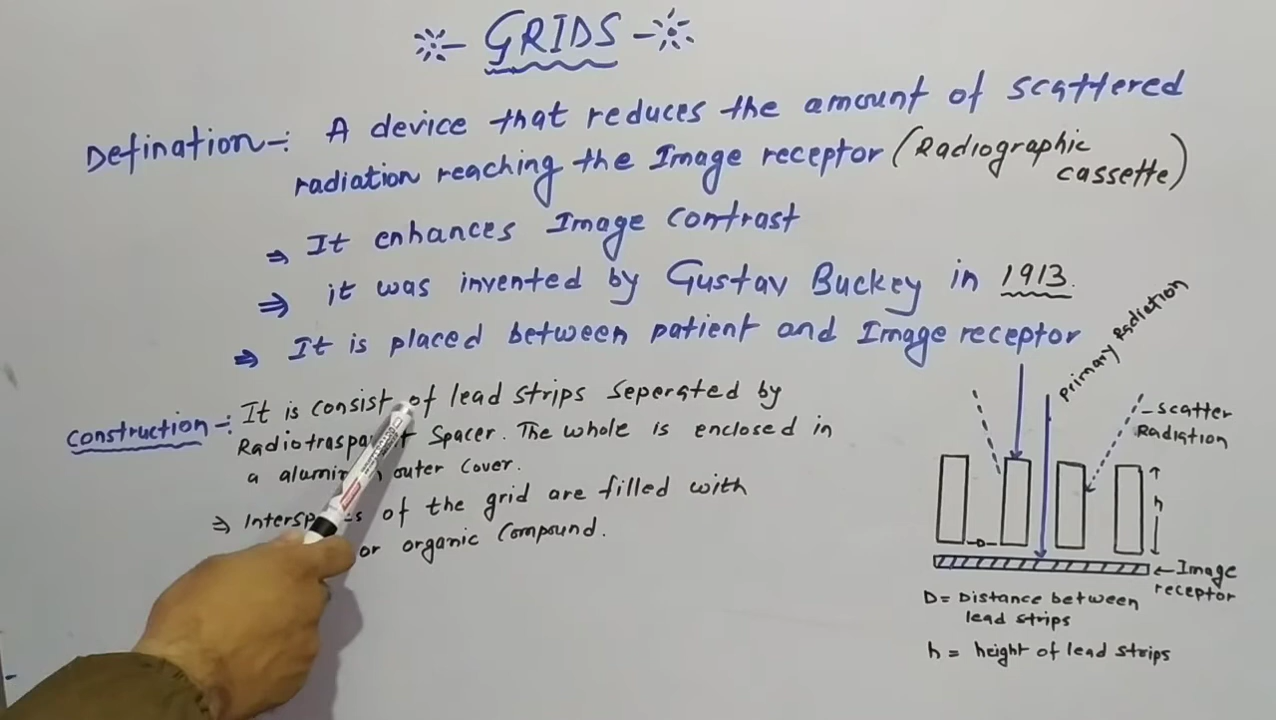 GRIDS
Defination-: A device that reduces the amount of scattered
radiation reaching the Image receptor (Radiographic
cassette)
⇒ It enhances Image contrast
⇒ it was invented by Gustav Buckey in 1913.
⇒ It is placed between patient and Image receptor
construction-: It is consist of lead strips seperated by
Spacer. The whole is enclosed in
a outer cover.
⇒ of the grid are filled with
or organic compound.
Primary Radiation
- scatter
Radiation
h
D
← Image
receptor
D = Distance between
lead strips
h = height of lead strips